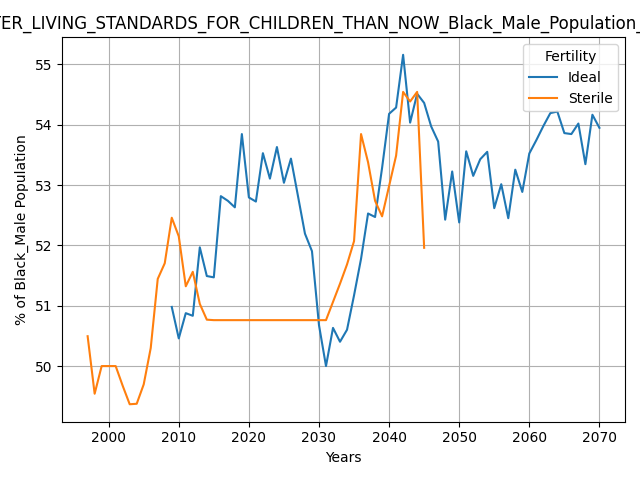 TER_LIVING_STANDARDS_FOR_CHILDREN_THAN_NOW_Black_Male_Population_
% of Black_Male Population
55
54
53
52
51
50
Fertility
Ideal
Sterile
2000 2010 2020 2030 2040 2050 2060 2070
Years